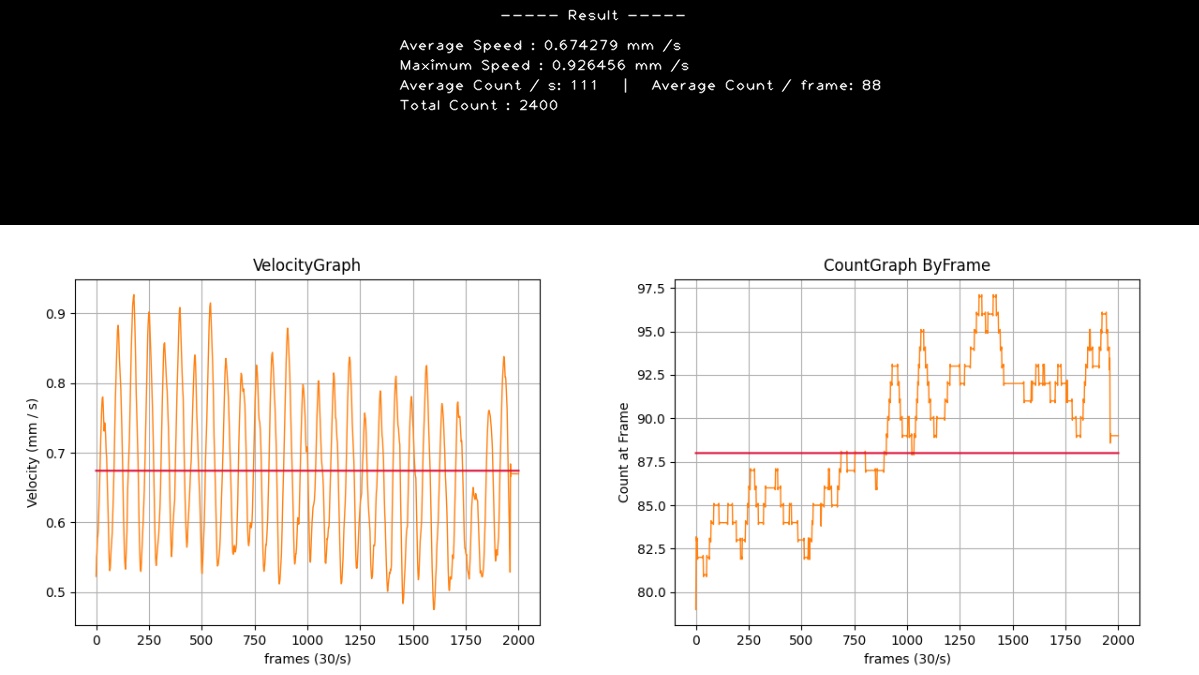 ----- Result -----
Average Speed : 0.674279 mm /s
Maximum Speed : 0.926456 mm /s
Average Count / s: 111 | Average Count / frame: 88
Total Count : 2400
VelocityGraph
Velocity (mm / s)
0.9
0.8
0.7
0.6
0.5
0 250 500 750 1000 1250 1500 1750 2000
frames (30/s)
CountGraph ByFrame
Count at Frame
97.5
95.0
92.5
90.0
87.5
85.0
82.5
80.0
0 250 500 750 1000 1250 1500 1750 2000
frames (30/s)